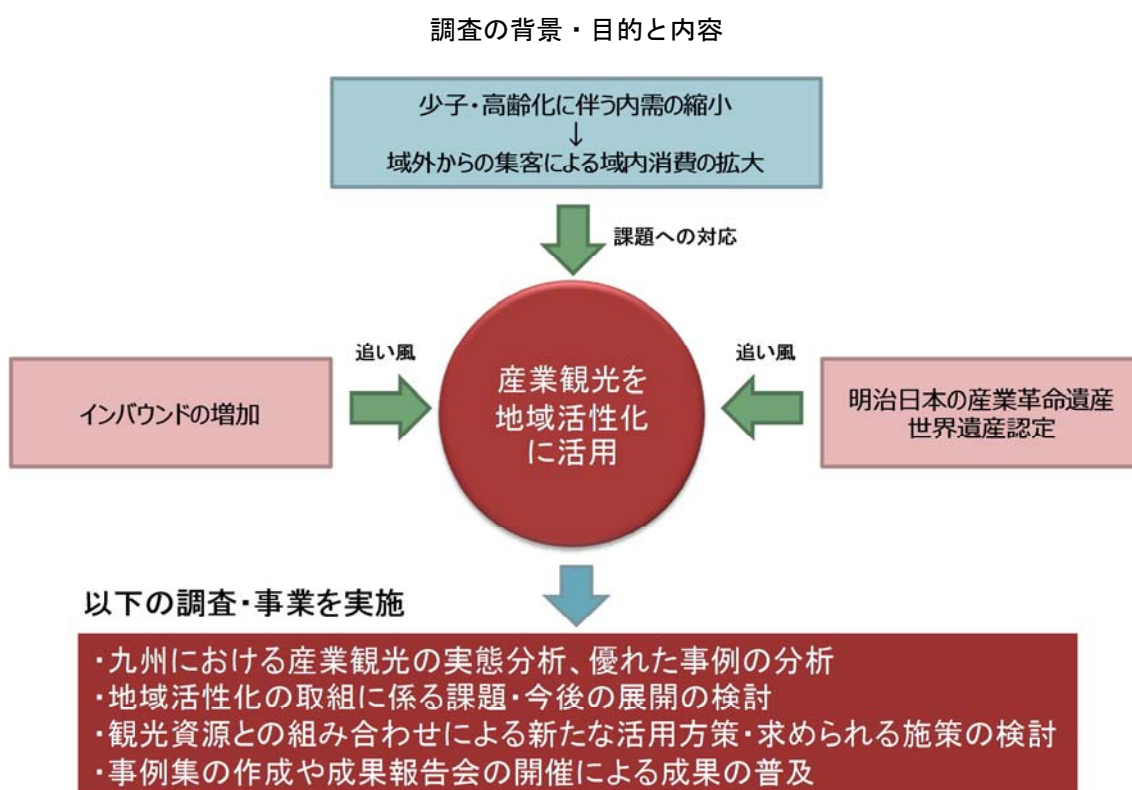 調査の背景・目的と内容
少子・高齢化に伴う内需の縮小
↓
域外からの集客による域内消費の拡大
課題への対応
追い風
インバウンドの増加
産業観光を
地域活性化
に活用
追い風
明治日本の産業革命遺産
世界遺産認定
以下の調査・事業を実施
・九州における産業観光の実態分析、優れた事例の分析
・地域活性化の取組に係る課題・今後の展開の検討
・観光資源との組み合わせによる新たな活用方策・求められる施策の検討
・事例集の作成や成果報告会の開催による成果の普及